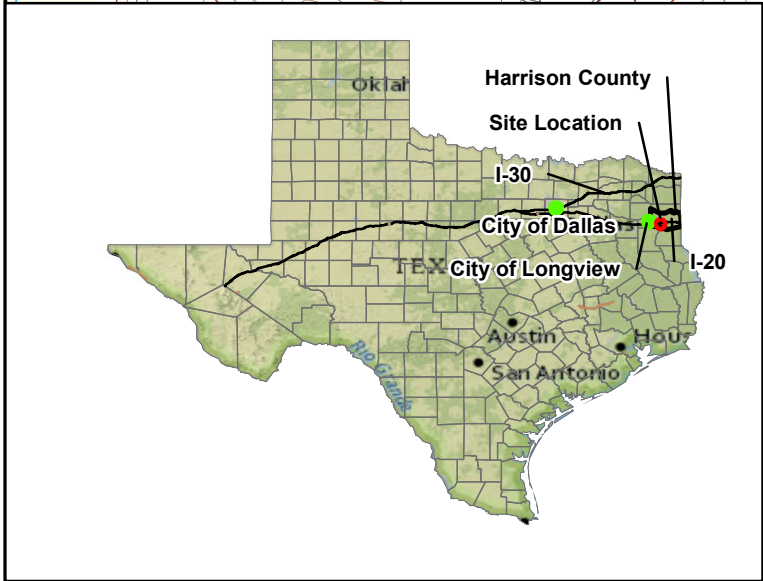 Oklah
Harrison County
Site Location
I-30
City of Dallas
TEX
City of Longview
I-20
Austin
Hous
San Antonio
Rio Grande